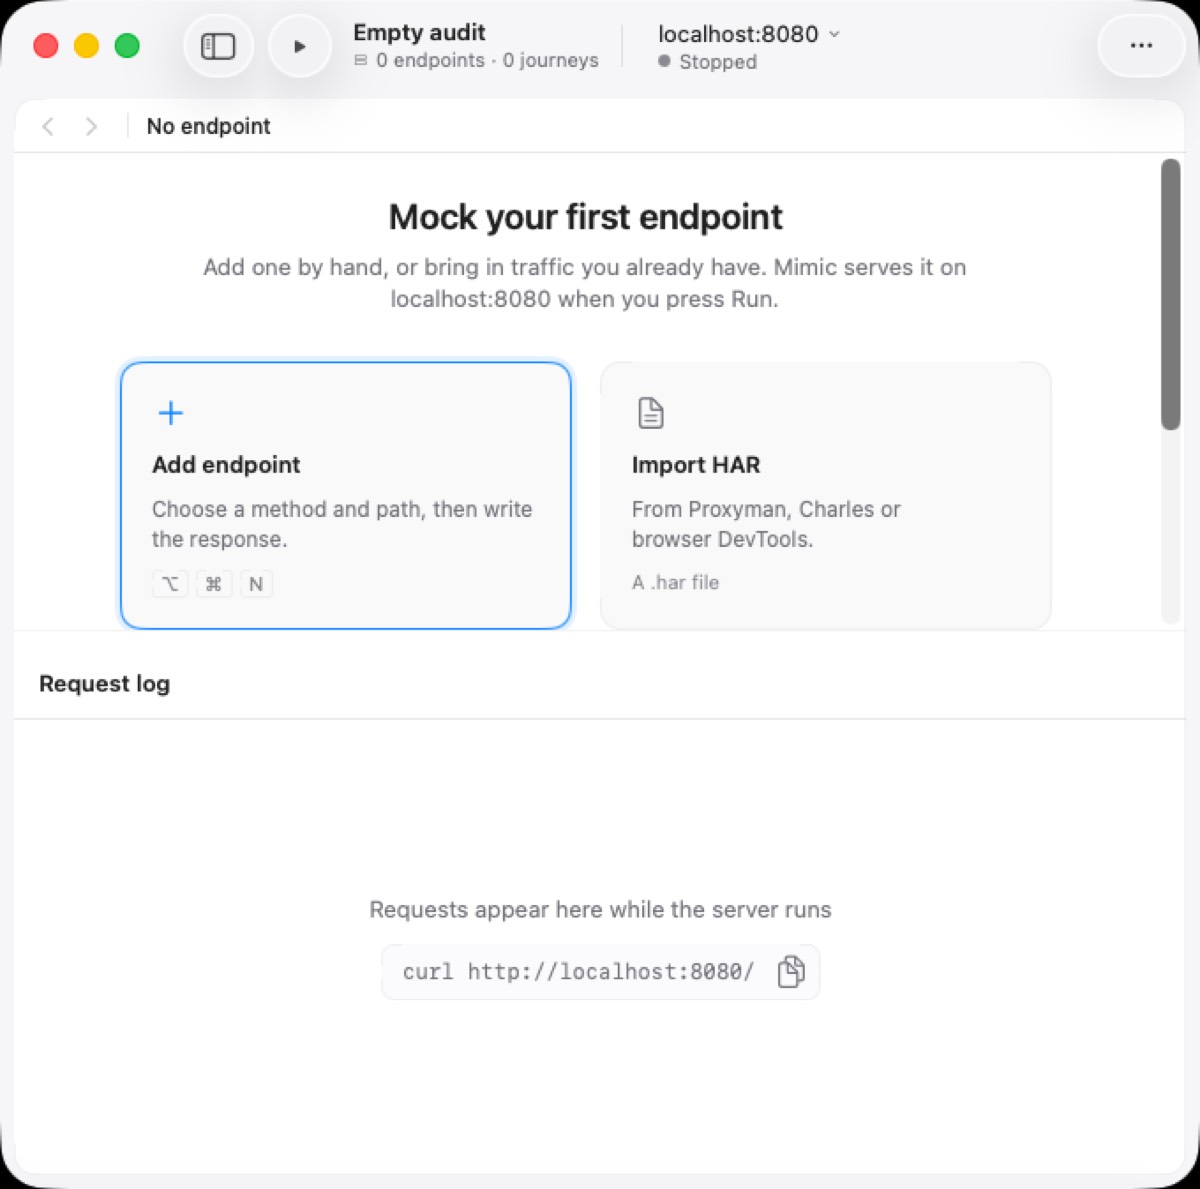 Empty audit
0 endpoints · 0 journeys
localhost:8080
Stopped
No endpoint
Mock your first endpoint
Add one by hand, or bring in traffic you already have. Mimic serves it on
localhost:8080 when you press Run.
Add endpoint
Choose a method and path, then write
the response.
⌥ ⌘ N
Import HAR
From Proxyman, Charles or
browser DevTools.
A .har file
Request log
Requests appear here while the server runs
curl http://localhost:8080/